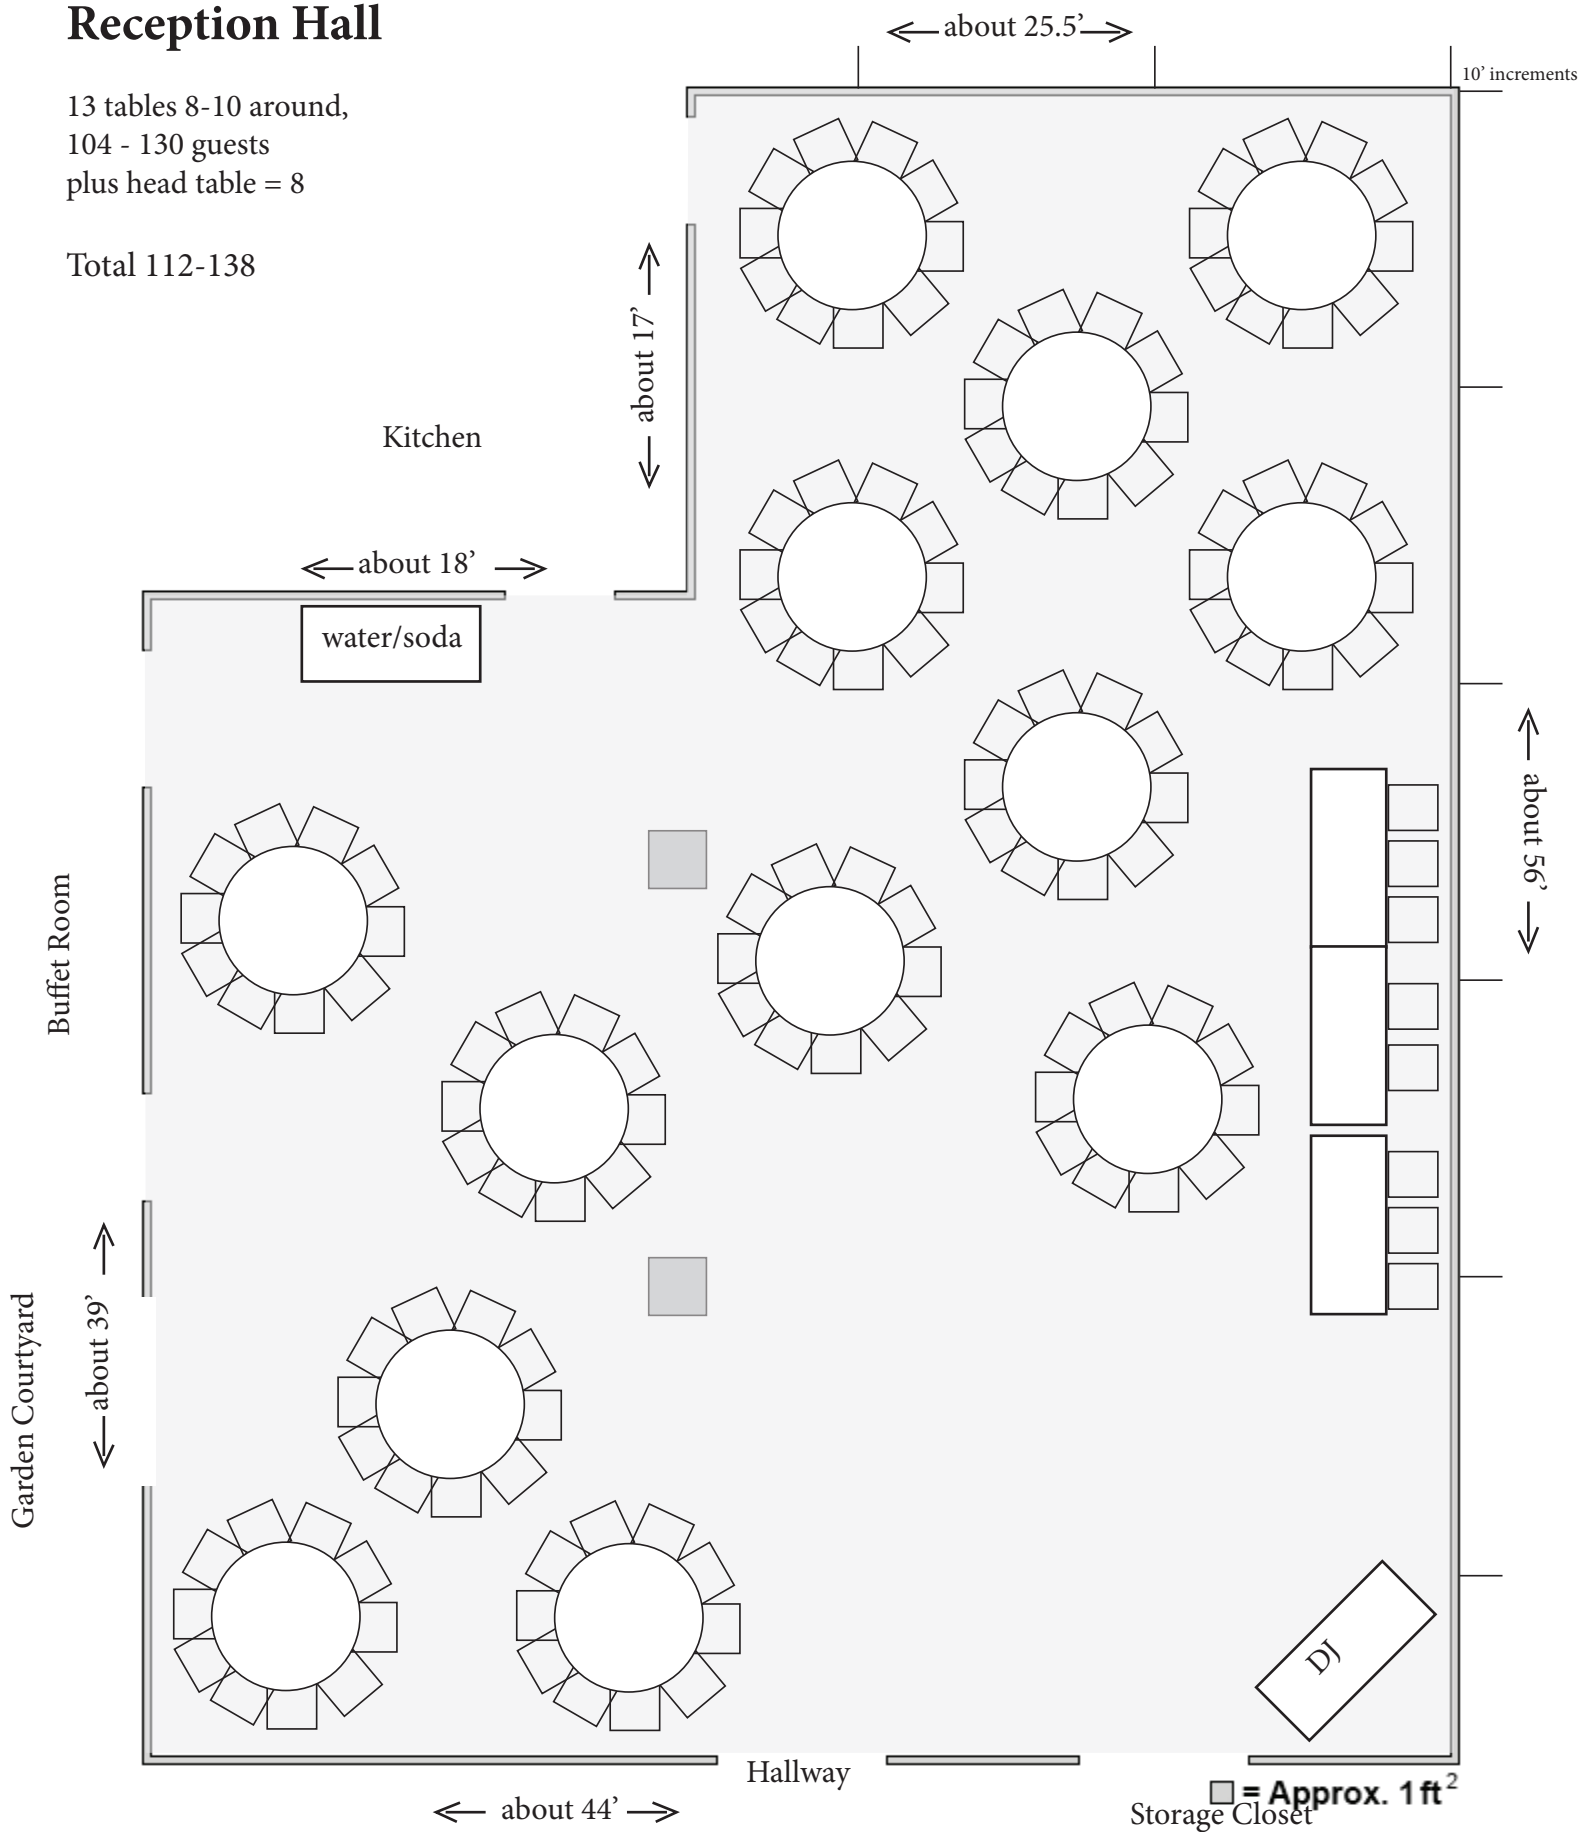 Reception Hall
about 25.5’
10’ increments
13 tables 8-10 around,
104 - 130 guests
plus head table = 8
Total 112-138
about 17’
Kitchen
about 18’
water/soda
about 56’
Buffet Room
about 39’
Garden Courtyard
DJ
Hallway
= Approx. 1 ft²
about 44’
Storage Closet